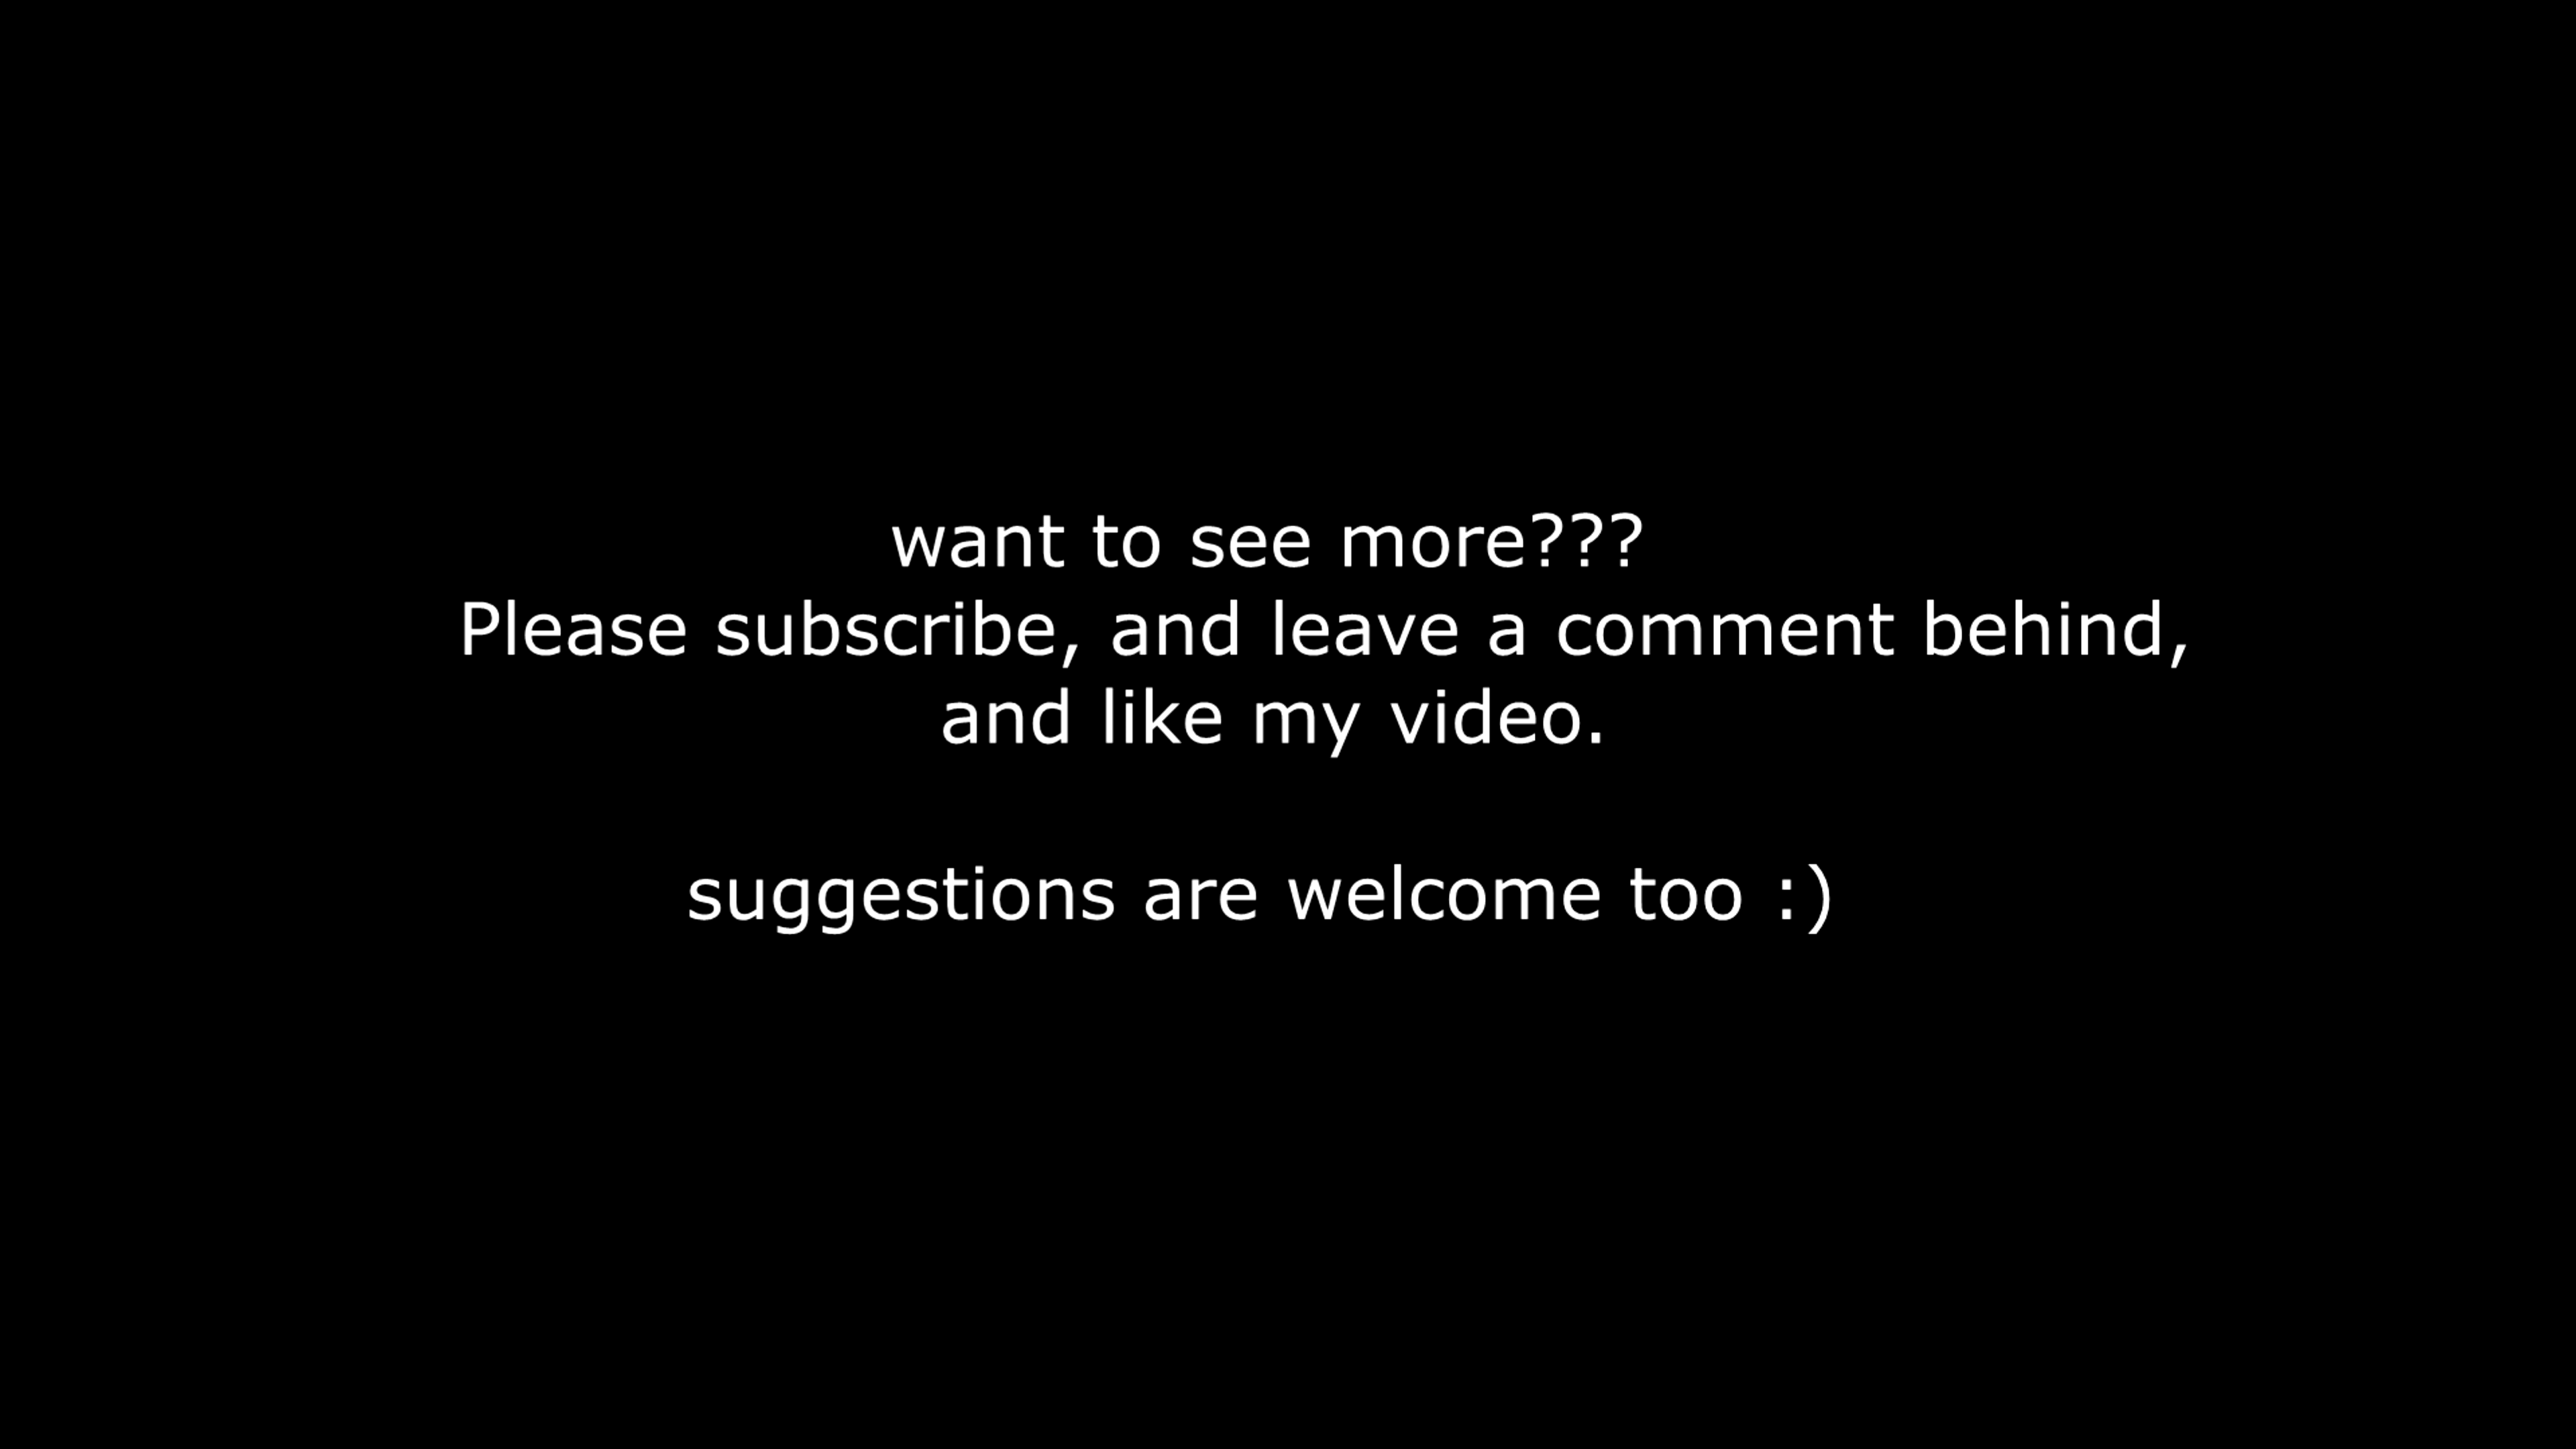 want to see more???
Please subscribe, and leave a comment behind,
and like my video.
suggestions are welcome too :)